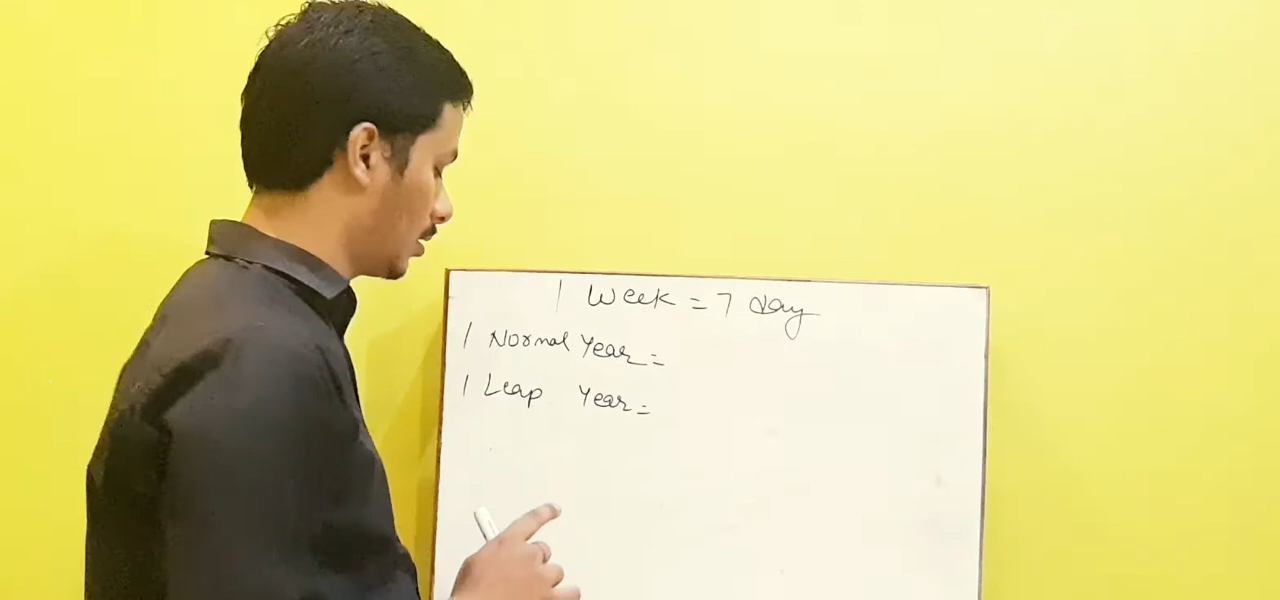 1 Week = 7 day
1 Normal Year =
1 Leap Year =